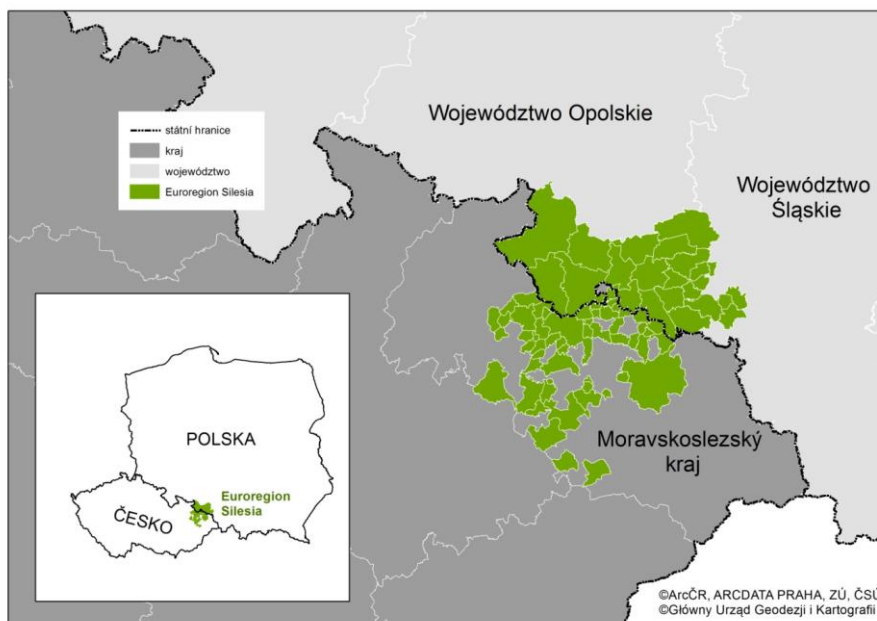 Województwo Opolskie
státní hranice
kraj
województwo
Euroregion Silesia
Województwo
Śląskie
POLSKA
Euroregion
Silesia
ČESKO
Moravskoslezský
kraj
©ArcČR, ARCDATA PRAHA, ZÚ, ČSÚ
©Główny Urząd Geodezji i Kartografii